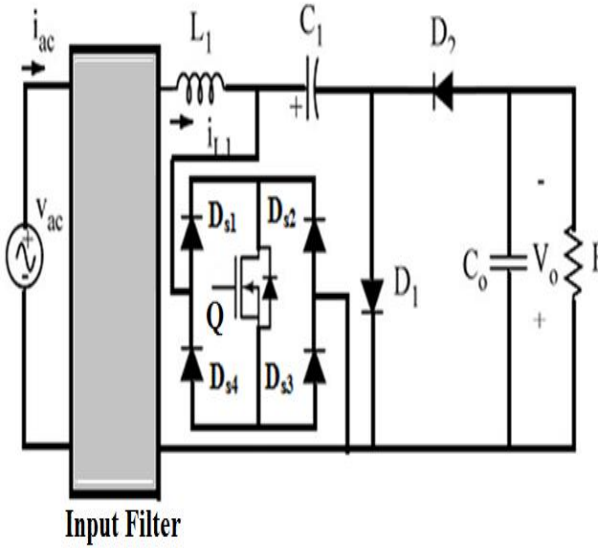 iac
L1
C1
D2
+
iL1
vac
+
-
Ds1
Ds2
Q
Ds4
Ds3
D1
Co
-
Vo
+
Input Filter